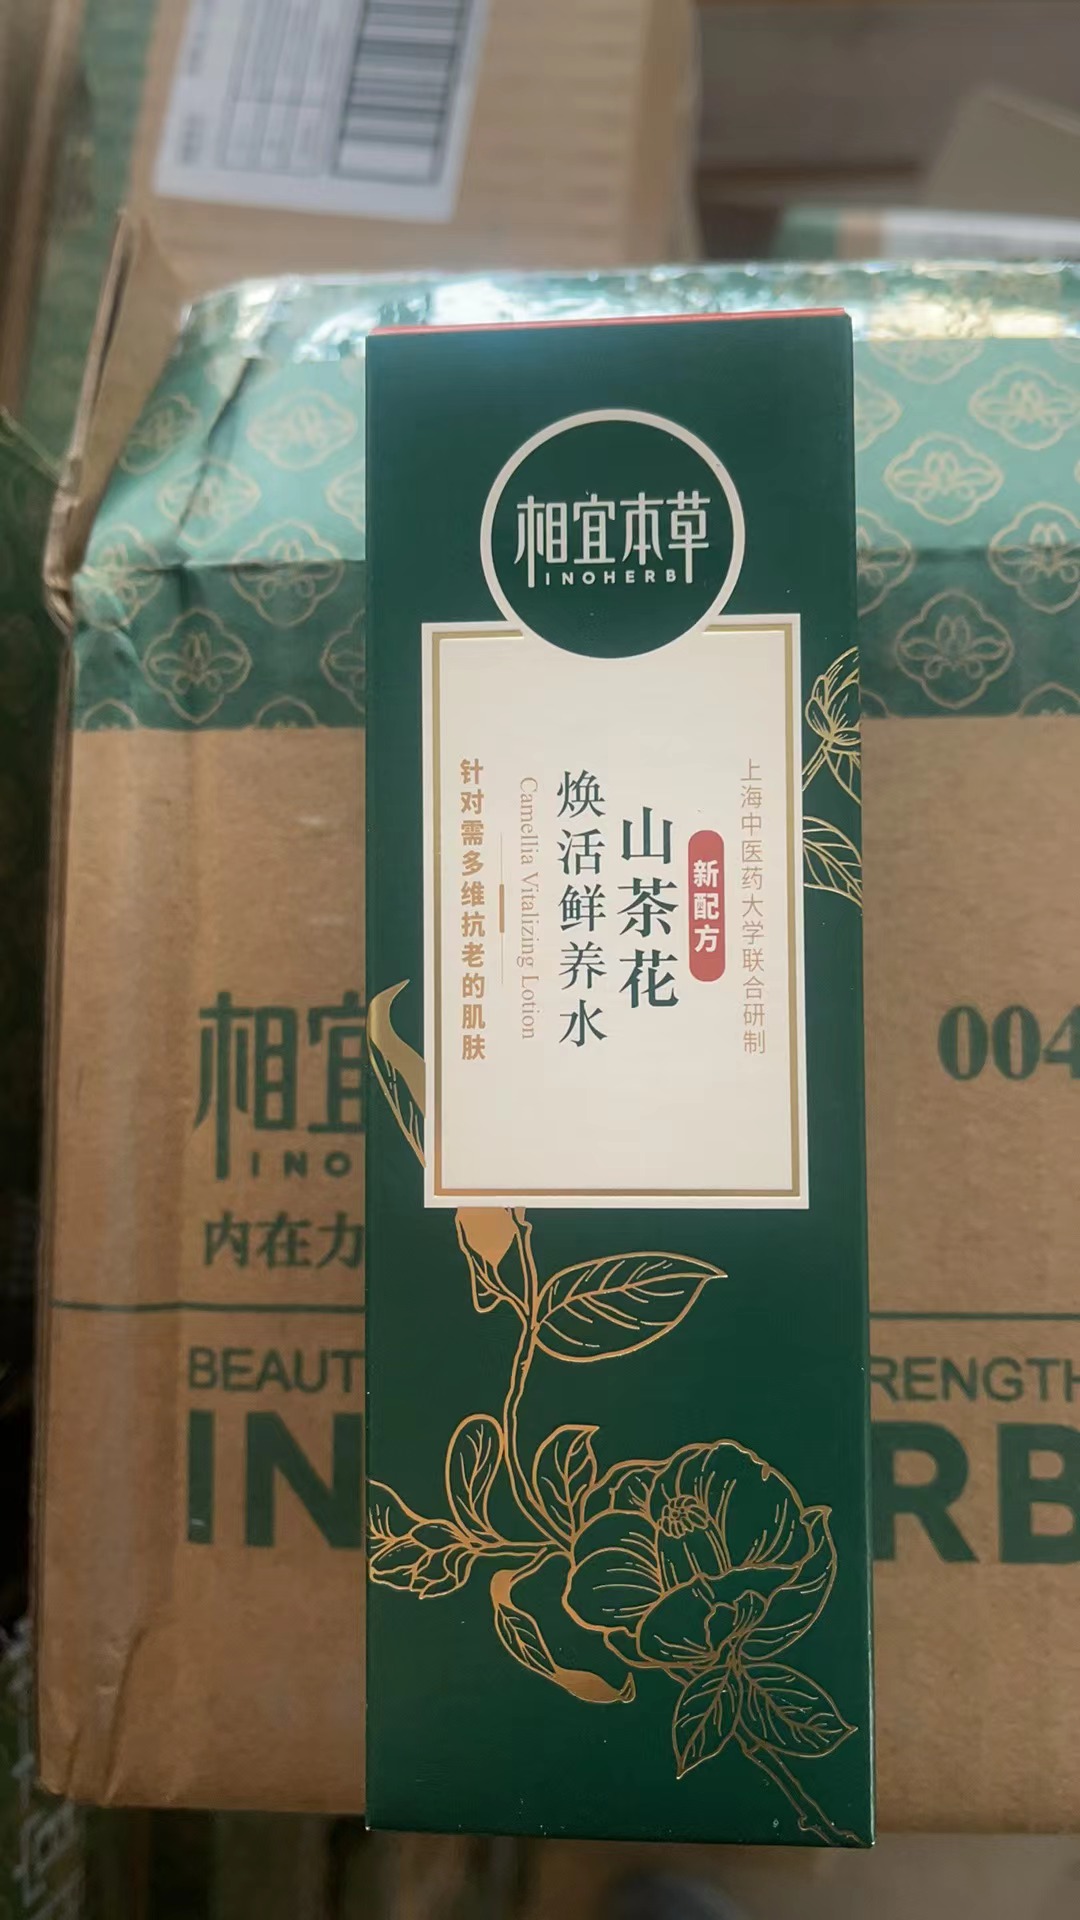 相宜本草
INOHERB
上海中医药大学联合研制
新配方
山茶花
焕活鲜养水
Camellia Vitalizing Lotion
针对需多维抗老的肌肤
相宜
INO
004
内在力
BEAUT
RENGTH
IN
RB